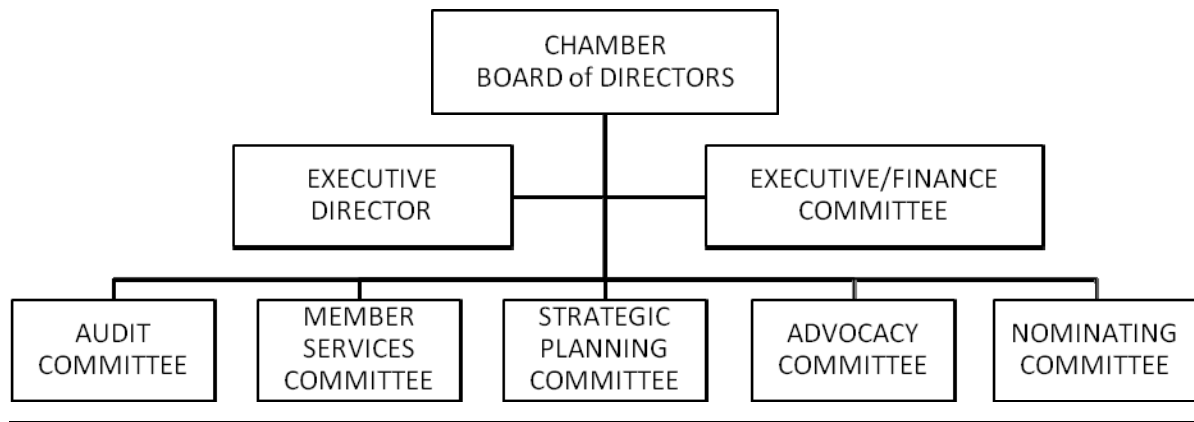 CHAMBER
BOARD of DIRECTORS
EXECUTIVE
DIRECTOR
EXECUTIVE/FINANCE
COMMITTEE
AUDIT
COMMITTEE
MEMBER
SERVICES
COMMITTEE
STRATEGIC
PLANNING
COMMITTEE
ADVOCACY
COMMITTEE
NOMINATING
COMMITTEE